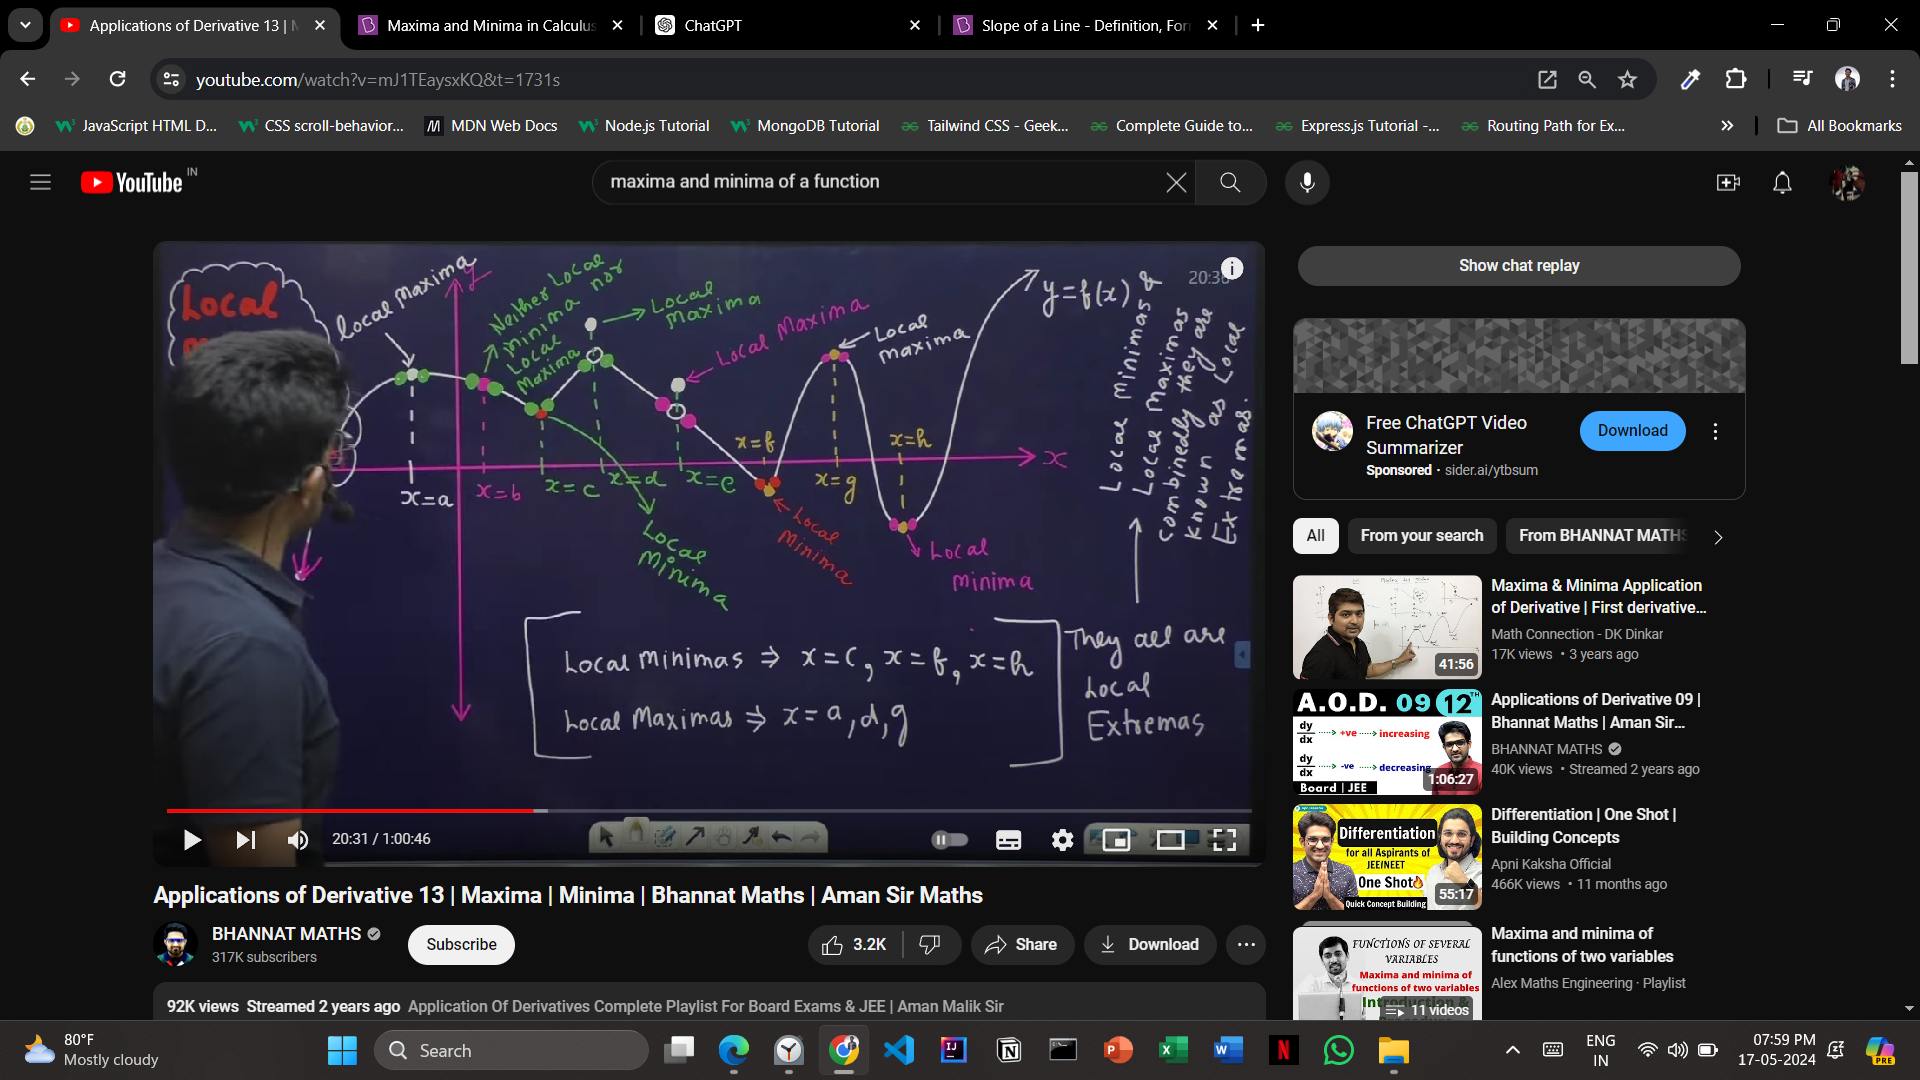 Applications of Derivative 13 | M
Maxima and Minima in Calculus
ChatGPT
Slope of a Line - Definition, For
youtube.com/watch?v=mJ1TEaysxKQ&t=1731s
JavaScript HTML D...
CSS scroll-behavior...
MDN Web Docs
Node.js Tutorial
MongoDB Tutorial
Tailwind CSS - Geek...
Complete Guide to...
Express.js Tutorial -...
Routing Path for Ex...
All Bookmarks
YouTube IN
maxima and minima of a function
Local
Local Maxima
y
Neither Local
minima nor
Local
Maxima
Local
Maxima
Local Maxima
Local
maxima
y=f(x)
20:3
x=a
x=b
x=c
x=d
x=e
x=f
x=g
x=h
x
Local
Minima
Local
Minima
Local
minima
Local Minimas &
Local Maximas
combinedly they are
known as Local
Extremas.
Local Minimas ⇒ x=c, x=f, x=h
Local Maximas ⇒ x=a,d,g
They all are
Local
Extremas
20:31 / 1:00:46
Applications of Derivative 13 | Maxima | Minima | Bhannat Maths | Aman Sir Maths
BHANNAT MATHS
317K subscribers
Subscribe
3.2K
Share
Download
92K views Streamed 2 years ago Application Of Derivatives Complete Playlist For Board Exams & JEE | Aman Malik Sir
Show chat replay
Free ChatGPT Video
Summarizer
Sponsored · sider.ai/ytbsum
Download
All
From your search
From BHANNAT MATHS
41:56
Maxima & Minima Application
of Derivative | First derivative...
Math Connection - DK Dinkar
17K views • 3 years ago
A.O.D. 09 12TH
dy
dx
+ve
increasing
dy
dx
-ve
decreasing
1:06:27
Board | JEE
Applications of Derivative 09 |
Bhannat Maths | Aman Sir...
BHANNAT MATHS
40K views • Streamed 2 years ago
Differentiation
for all Aspirants of
JEE/NEET
One Shot
Quick Concept Building
55:17
Differentiation | One Shot |
Building Concepts
Apni Kaksha Official
466K views • 11 months ago
FUNCTIONS OF SEVERAL
VARIABLES
Maxima and minima of
functions of two variables
11 videos
Maxima and minima of
functions of two variables
Alex Maths Engineering · Playlist
80°F
Mostly cloudy
Search
ENG
IN
07:59 PM
17-05-2024
PRE